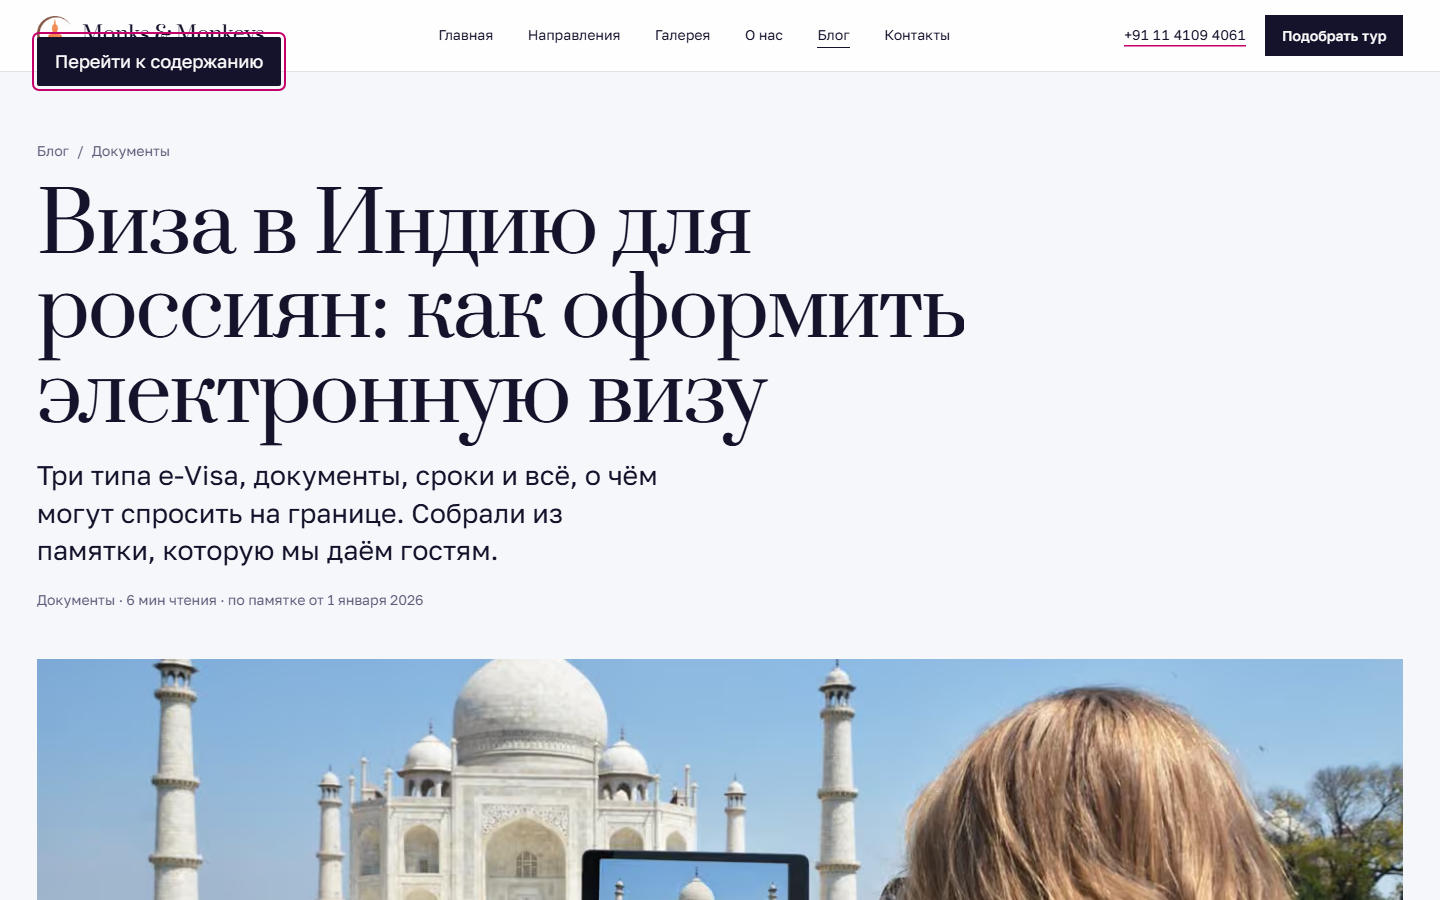 Monks & Monkeys
Перейти к содержанию
Главная
Направления
Галерея
О нас
Блог
Контакты
+91 11 4109 4061
Подобрать тур
Блог / Документы
Виза в Индию для
россиян: как оформить
электронную визу
Три типа e-Visa, документы, сроки и всё, о чём
могут спросить на границе. Собрали из
памятки, которую мы даём гостям.
Документы · 6 мин чтения · по памятке от 1 января 2026